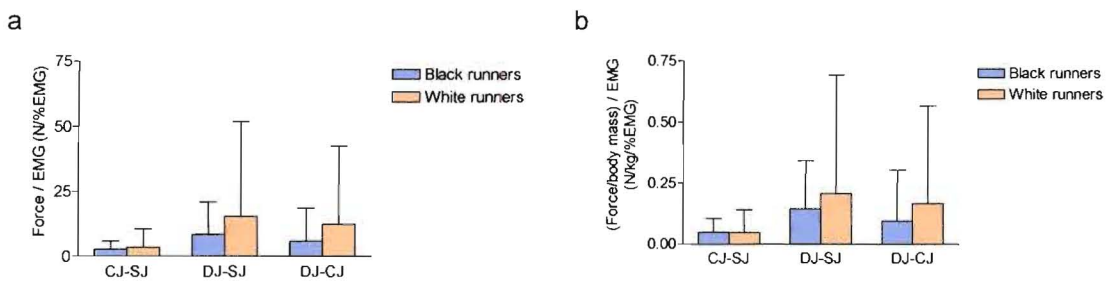 a
Force / EMG (N/%EMG)
75
50
25
0
CJ-SJ
DJ-SJ
DJ-CJ
Black runners
White runners
b
(Force/body mass) / EMG
(N/kg/%EMG)
0.75
0.50
0.25
0.00
CJ-SJ
DJ-SJ
DJ-CJ
Black runners
White runners